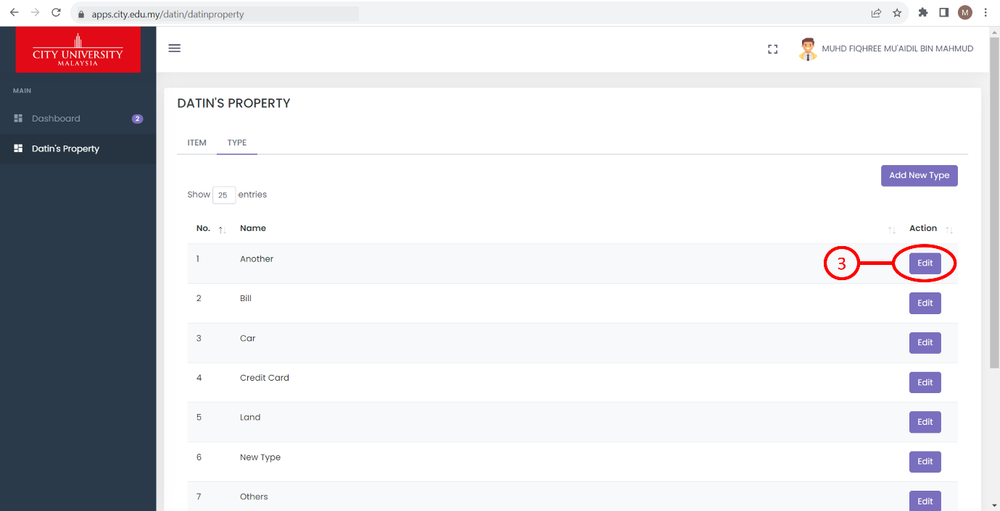 apps.city.edu.my/datin/datinproperty
M
CITY UNIVERSITY
MALAYSIA
MUHD FIQHREE MU'AIDIL BIN MAHMUD
MAIN
Dashboard 2
Datin's Property
DATIN'S PROPERTY
ITEM TYPE
Add New Type
Show 25 entries
No. Name Action
1 Another 3 Edit
2 Bill Edit
3 Car Edit
4 Credit Card Edit
5 Land Edit
6 New Type Edit
7 Others Edit